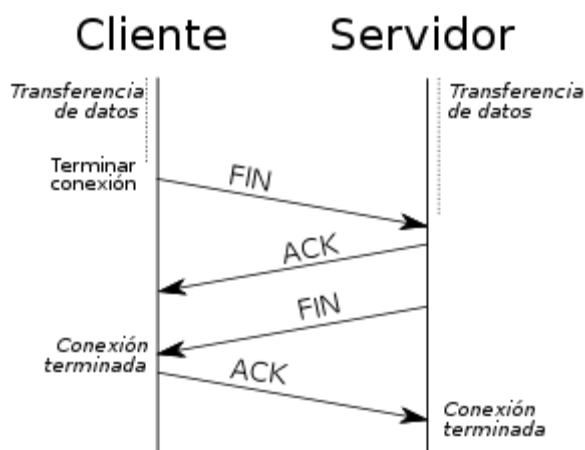 Cliente
Servidor
Transferencia
de datos
Transferencia
de datos
Terminar
conexión
FIN
ACK
FIN
Conexión
terminada
ACK
Conexión
terminada